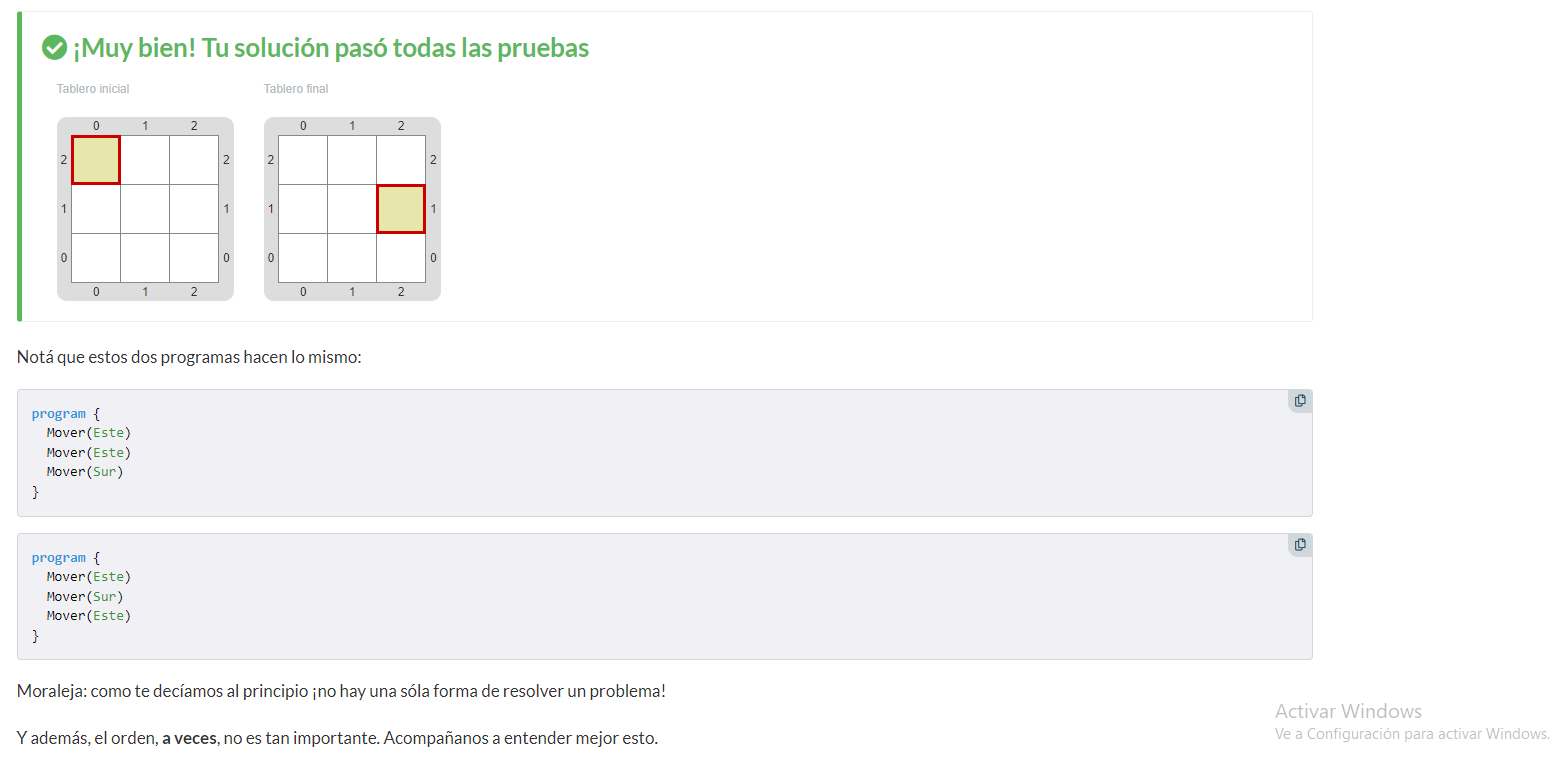 ¡Muy bien! Tu solución pasó todas las pruebas
Tablero inicial
0 1 2
2 2
1 1
0 0
0 1 2
Tablero final
0 1 2
2 2
1 1
0 0
0 1 2
Notá que estos dos programas hacen lo mismo:
program {
Mover(Este)
Mover(Este)
Mover(Sur)
}
program {
Mover(Este)
Mover(Sur)
Mover(Este)
}
Moraleja: como te decíamos al principio ¡no hay una sóla forma de resolver un problema!
Y además, el orden, a veces, no es tan importante. Acompañanos a entender mejor esto.
Activar Windows
Ve a Configuración para activar Windows.